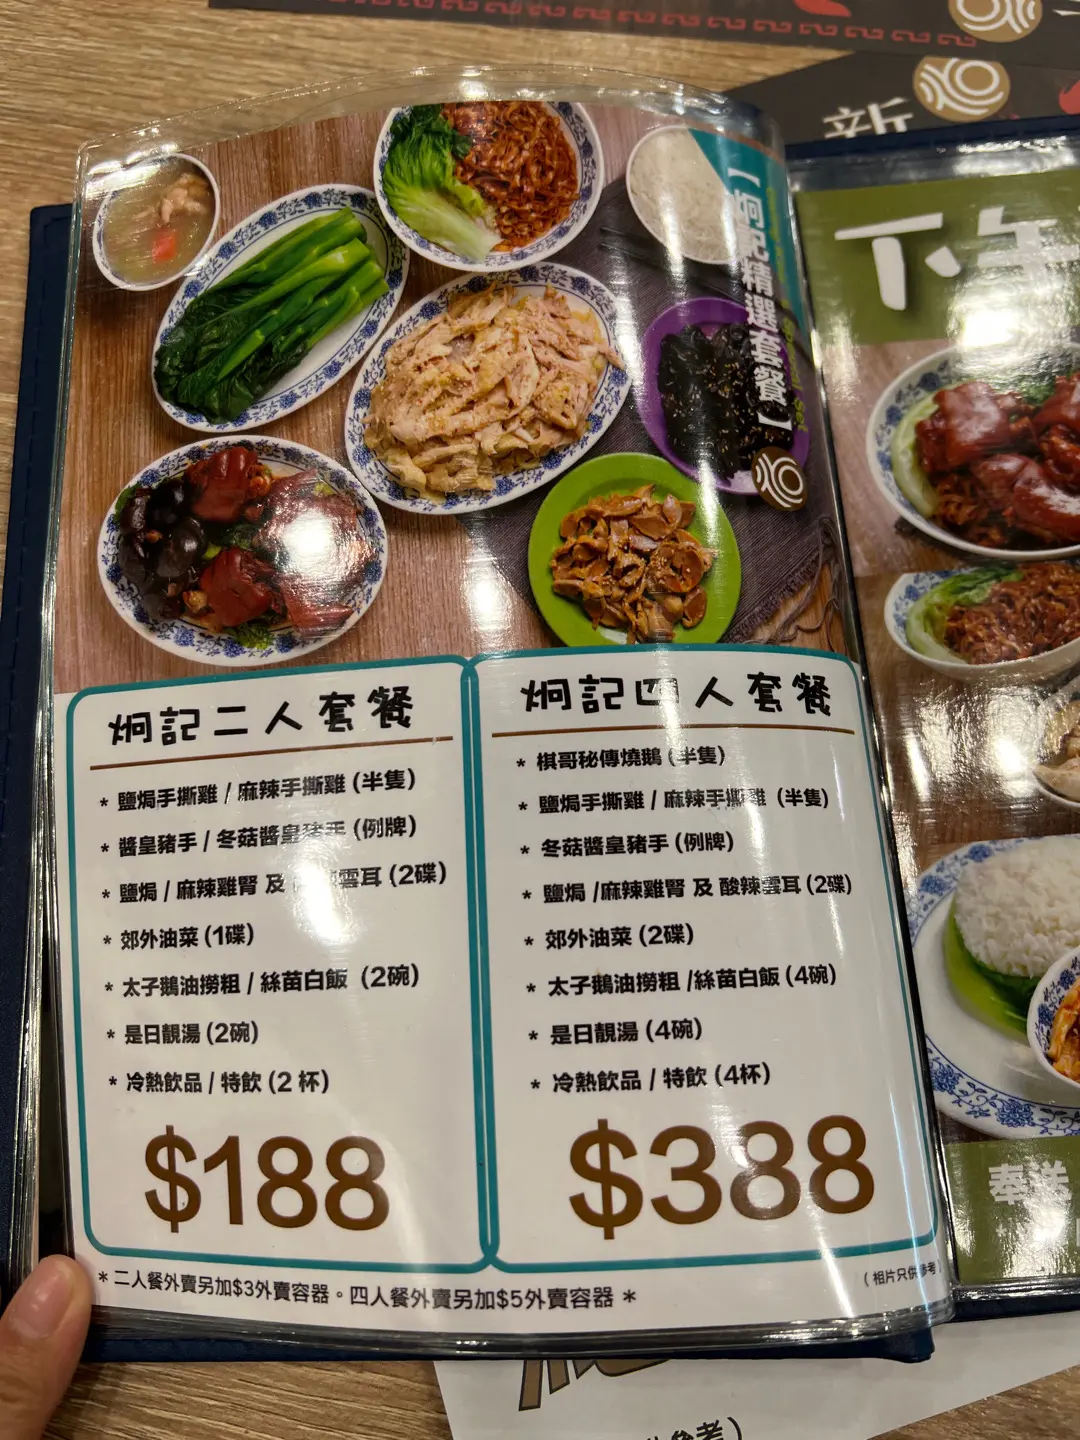 新
【炯記精選套餐】
下午
炯記二人套餐
* 鹽焗手撕雞 / 麻辣手撕雞 (半隻)
* 醬皇豬手 / 冬菇醬皇豬手 (例牌)
* 鹽焗 / 麻辣雞腎 及 雲耳 (2碟)
* 郊外油菜 (1碟)
* 太子鵝油撈粗 / 絲苗白飯 (2碗)
* 是日靚湯 (2碗)
* 冷熱飲品 / 特飲 (2 杯)
$188
炯記四人套餐
* 棋哥秘傳燒鵝 (半隻)
* 鹽焗手撕雞 / 麻辣手撕雞 (半隻)
* 冬菇醬皇豬手 (例牌)
* 鹽焗 /麻辣雞腎 及 酸辣雲耳 (2碟)
* 郊外油菜 (2碟)
* 太子鵝油撈粗 /絲苗白飯 (4碗)
* 是日靚湯 (4碗)
* 冷熱飲品 / 特飲 (4杯)
$388
奉送
* 二人餐外賣另加$3外賣容器。四人餐外賣另加$5外賣容器 *
( 相片只供參考 )
參考)